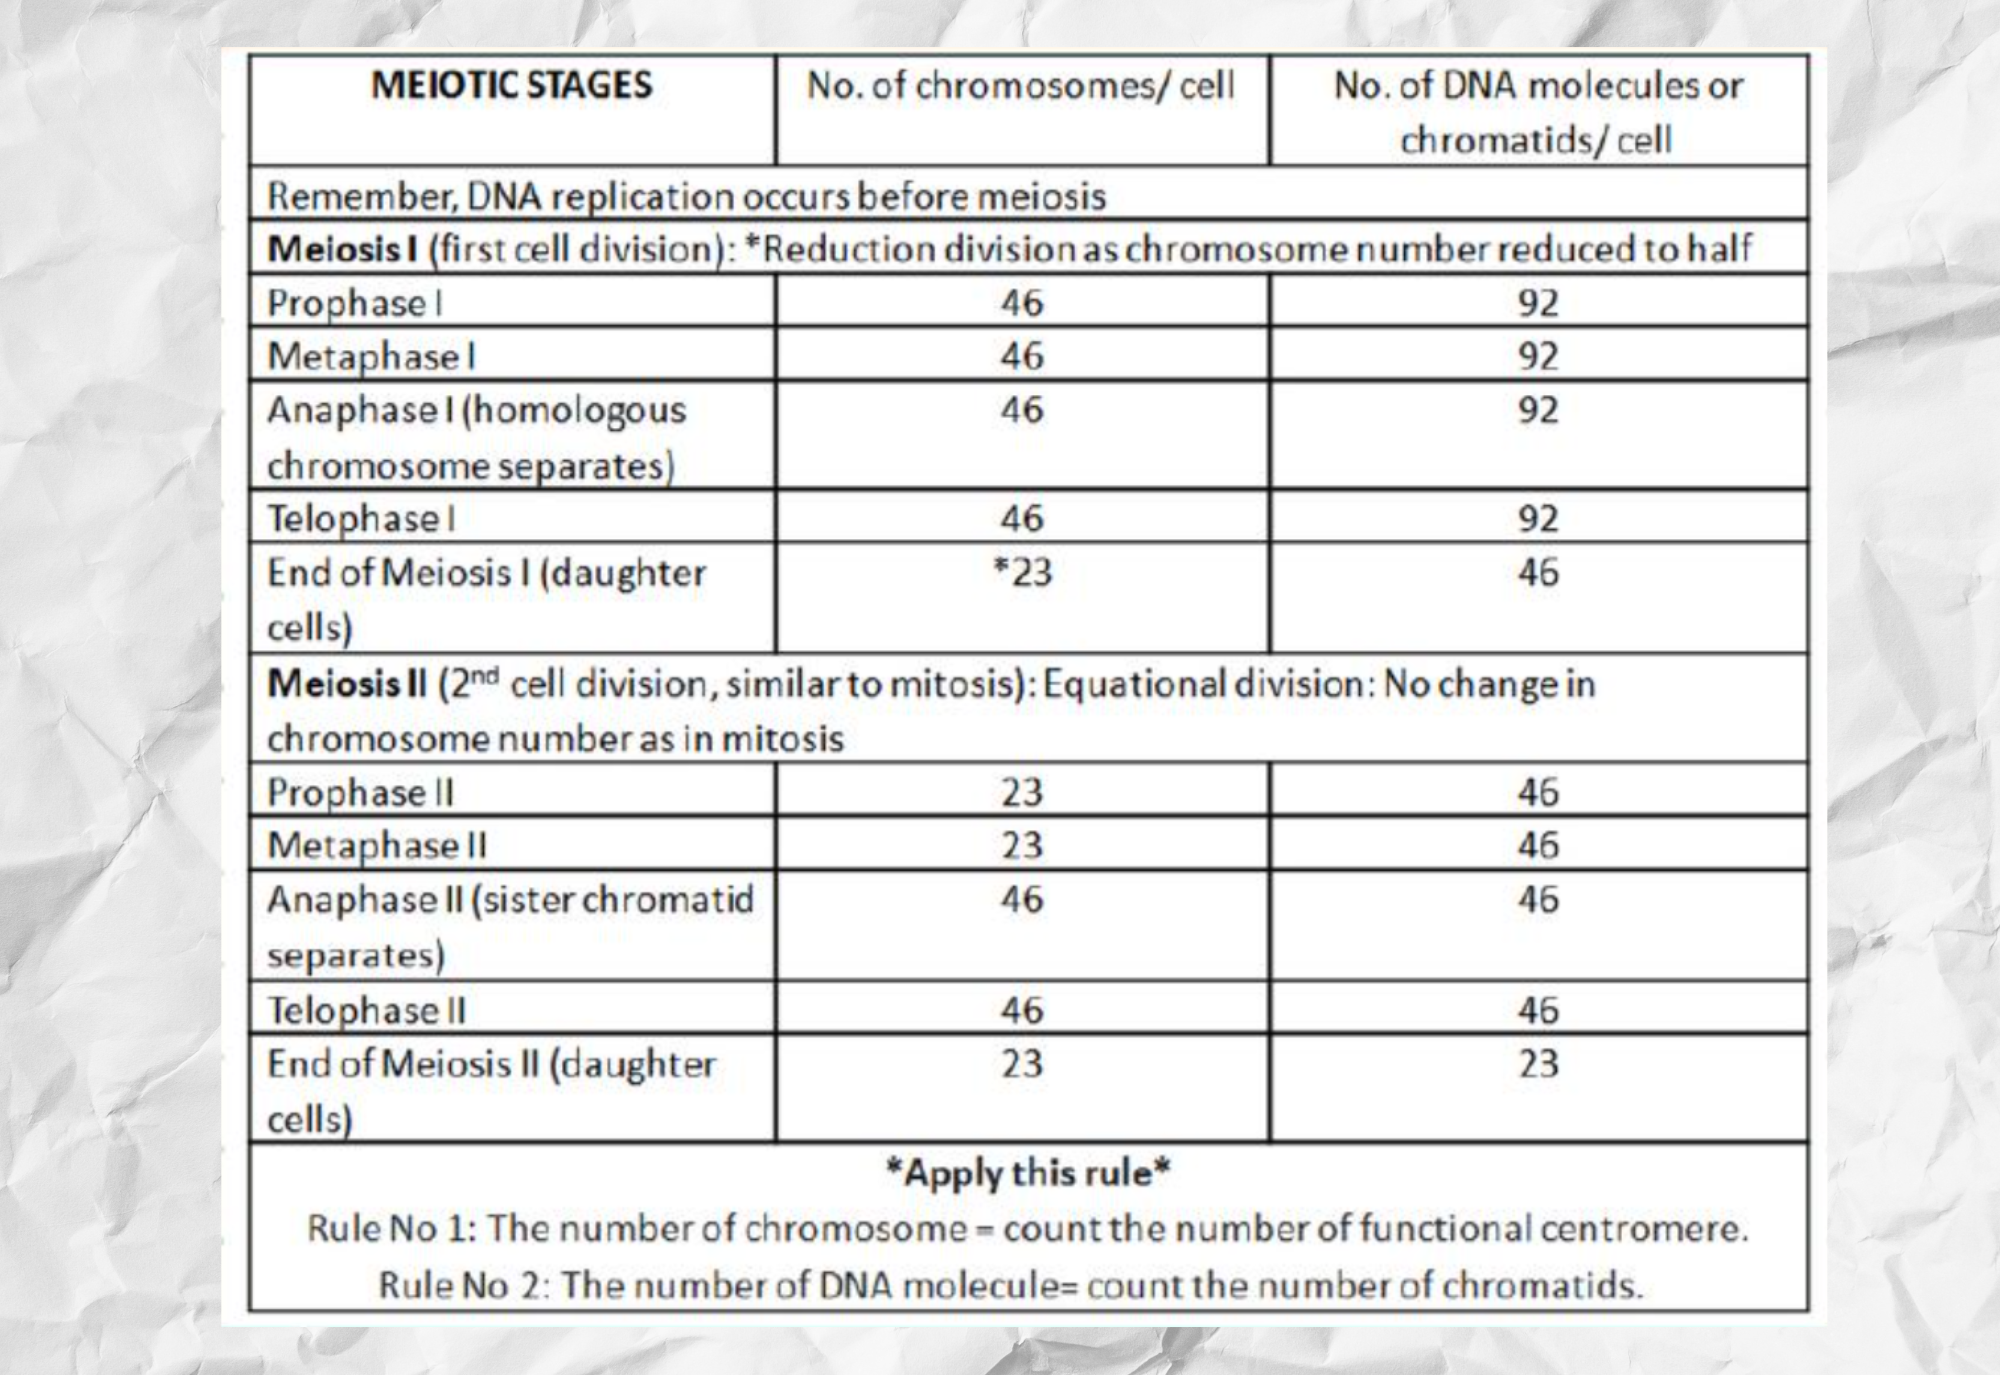 MEIOTIC STAGES No. of chromosomes/ cell No. of DNA molecules or
chromatids/ cell
Remember, DNA replication occurs before meiosis
Meiosis I (first cell division): *Reduction division as chromosome number reduced to half
Prophase I 46 92
Metaphase I 46 92
Anaphase I (homologous 46 92
chromosome separates)
Telophase I 46 92
End of Meiosis I (daughter *23 46
cells)
Meiosis II (2nd cell division, similar to mitosis): Equational division: No change in
chromosome number as in mitosis
Prophase II 23 46
Metaphase II 23 46
Anaphase II (sister chromatid 46 46
separates)
Telophase II 46 46
End of Meiosis II (daughter 23 23
cells)
*Apply this rule*
Rule No 1: The number of chromosome = count the number of functional centromere.
Rule No 2: The number of DNA molecule= count the number of chromatids.